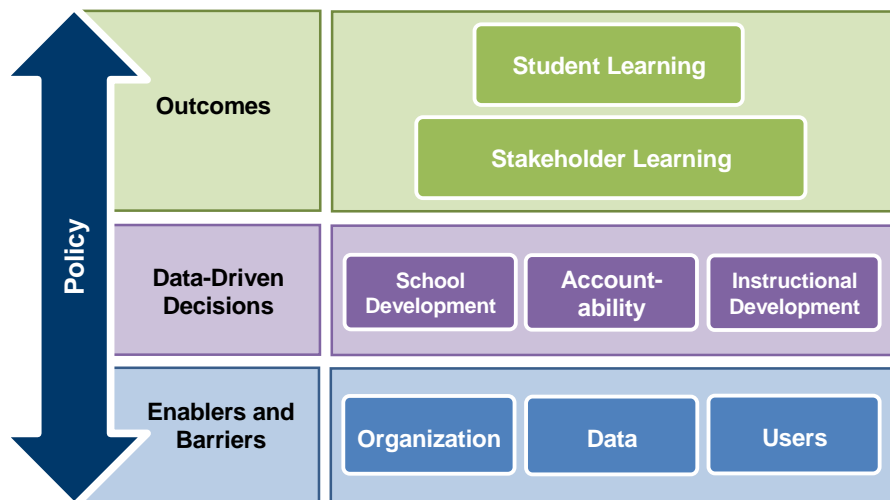 Policy
Outcomes
Student Learning
Stakeholder Learning
Data-Driven
Decisions
School
Development
Account-
ability
Instructional
Development
Enablers and
Barriers
Organization
Data
Users